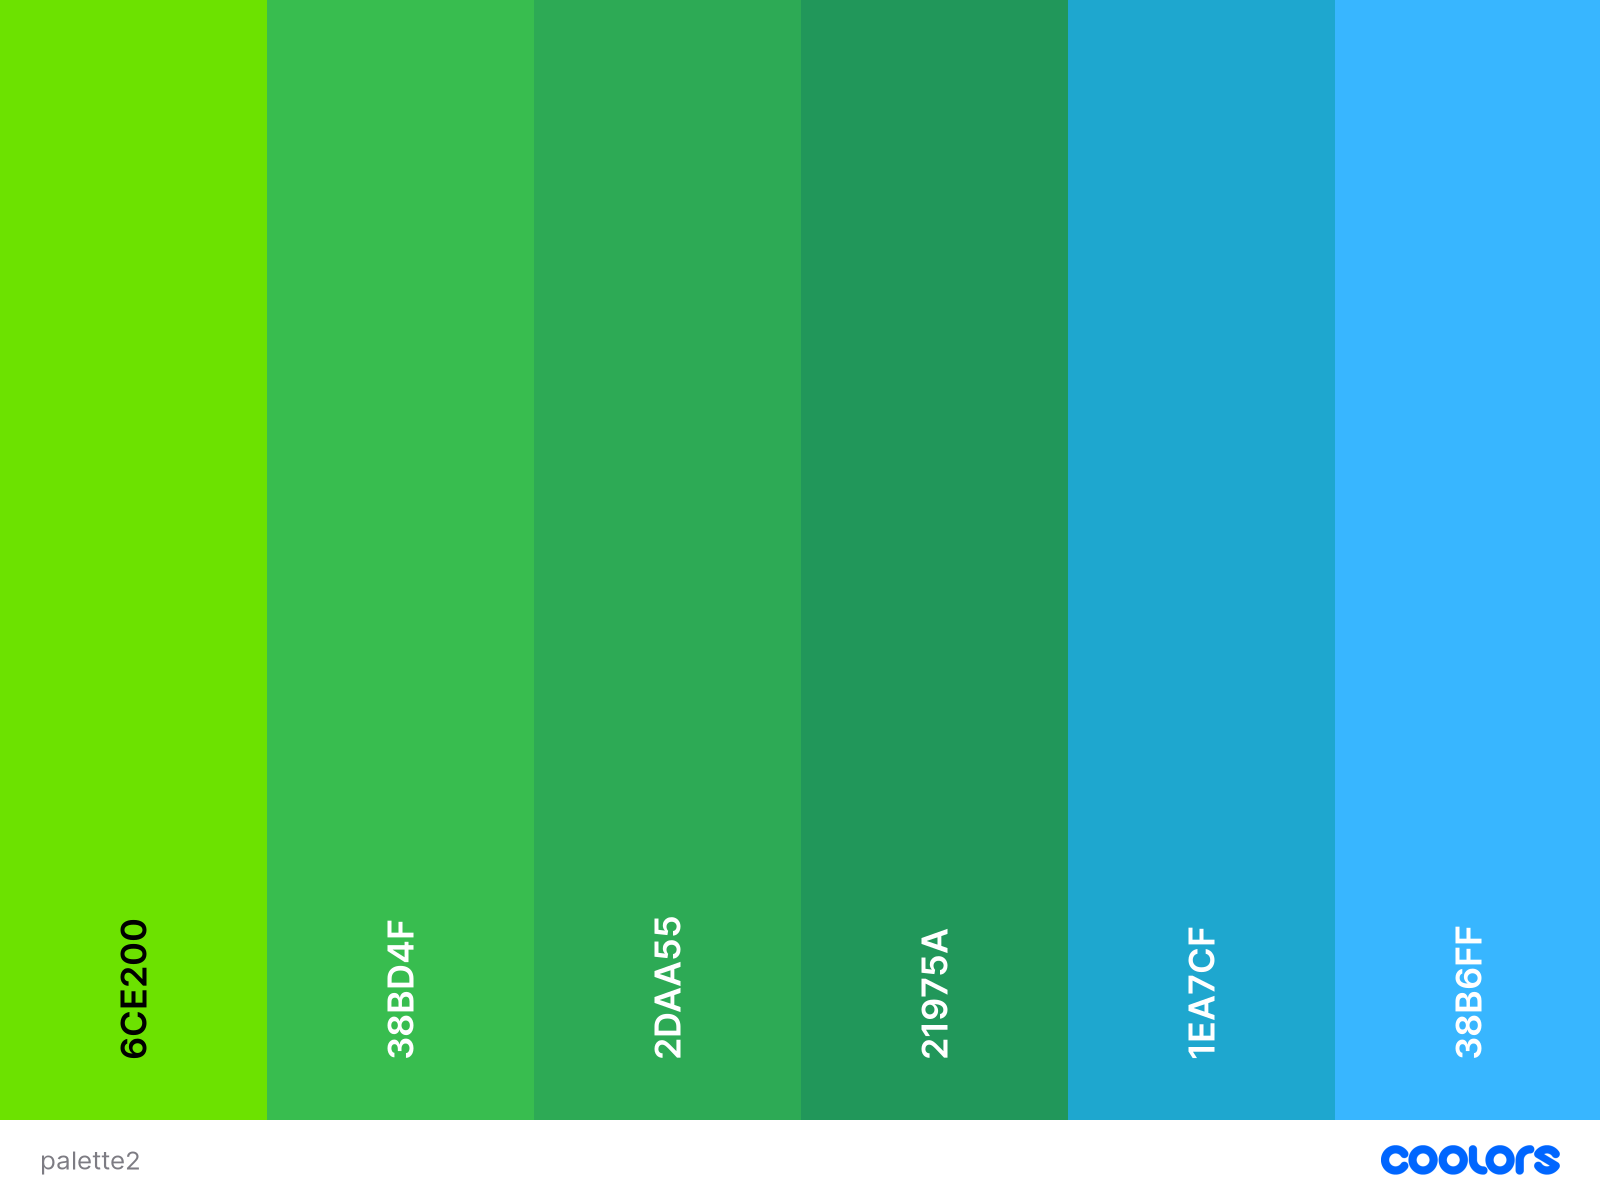 6CE200
38BD4F
2DAA55
21975A
1EA7CF
38B6FF
palette2
coolors